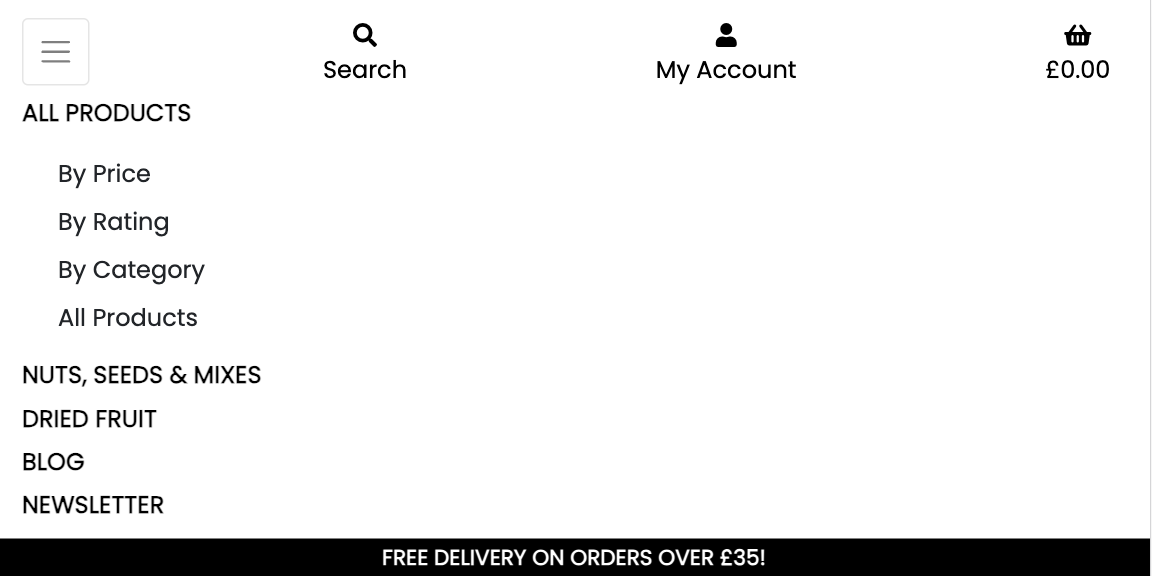 Search
My Account
£0.00
ALL PRODUCTS
By Price
By Rating
By Category
All Products
NUTS, SEEDS & MIXES
DRIED FRUIT
BLOG
NEWSLETTER
FREE DELIVERY ON ORDERS OVER £35!